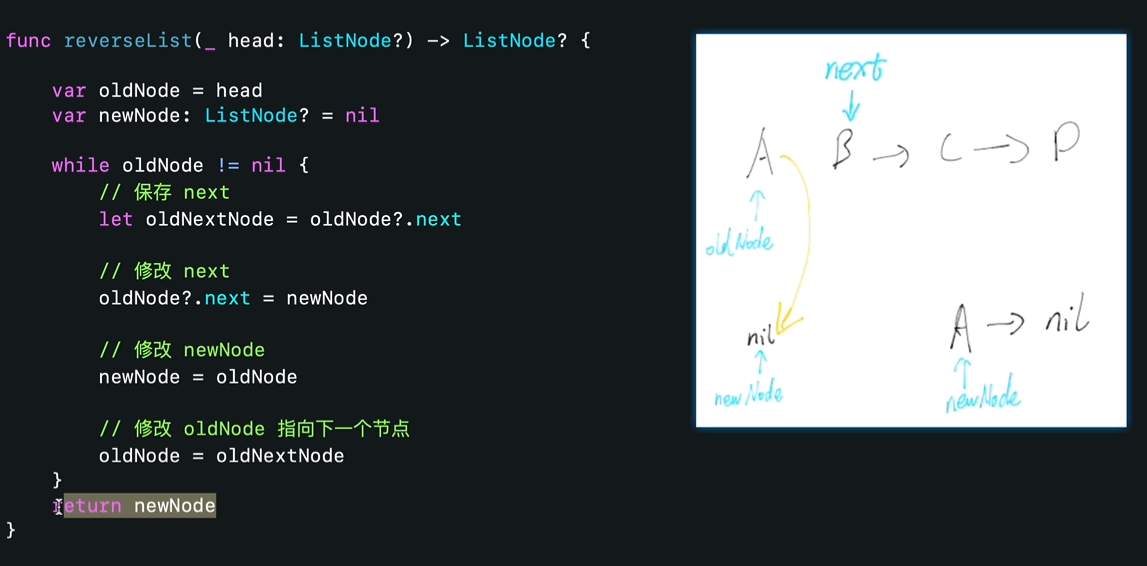 func reverseList(_ head: ListNode?) -> ListNode? {
var oldNode = head
var newNode: ListNode? = nil
while oldNode != nil {
// 保存 next
let oldNextNode = oldNode?.next
// 修改 next
oldNode?.next = newNode
// 修改 newNode
newNode = oldNode
// 修改 oldNode 指向下一个节点
oldNode = oldNextNode
}
return newNode
}
next
A B → C → D
oldNode
nil
newNode
A → nil
newNode